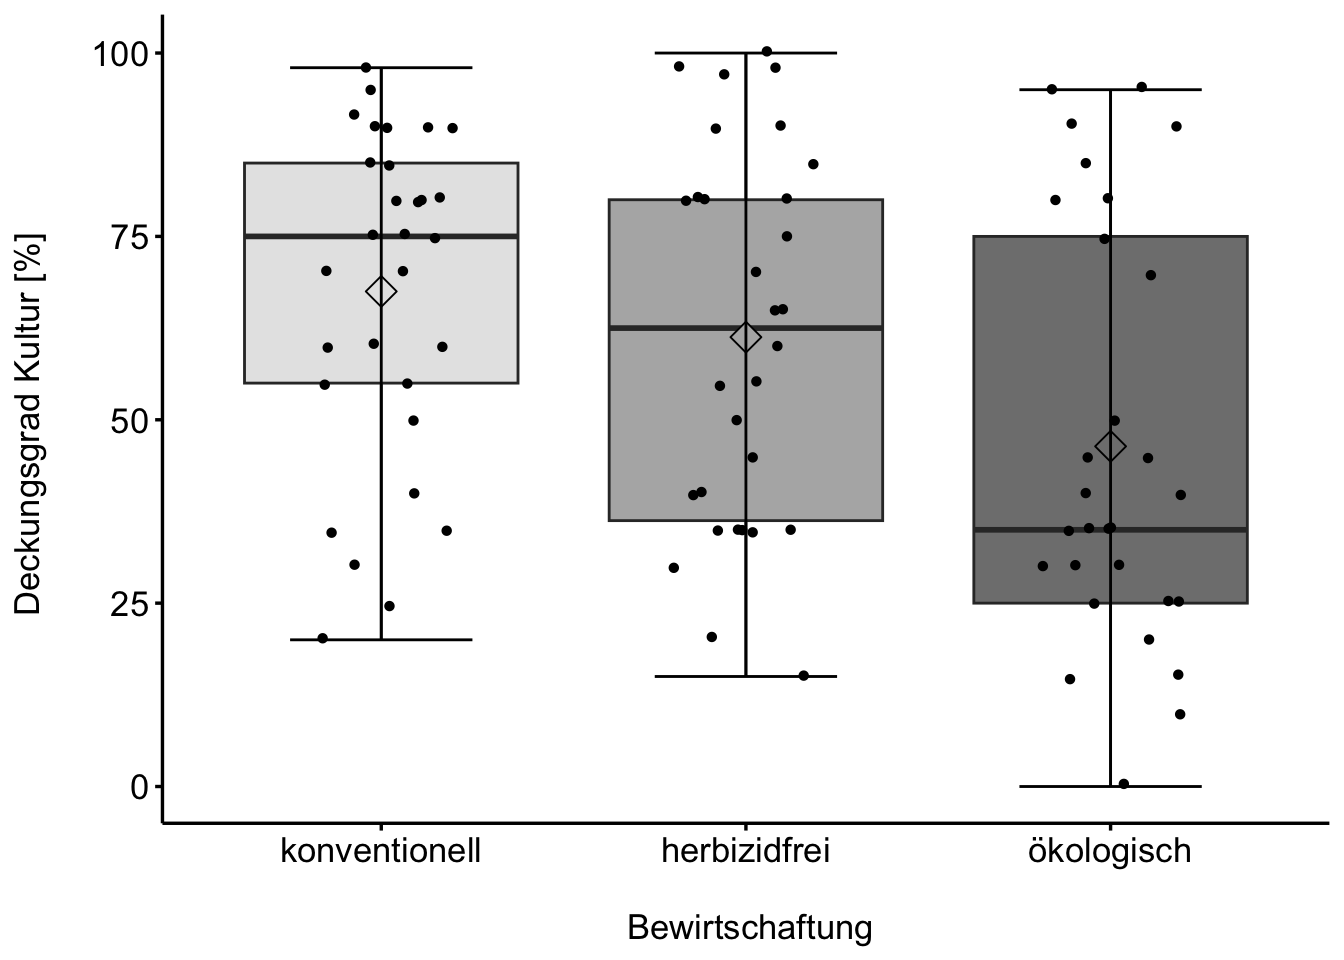 Deckungsgrad Kultur [%]
100
75
50
25
0
konventionell herbizidfrei ökologisch
Bewirtschaftung